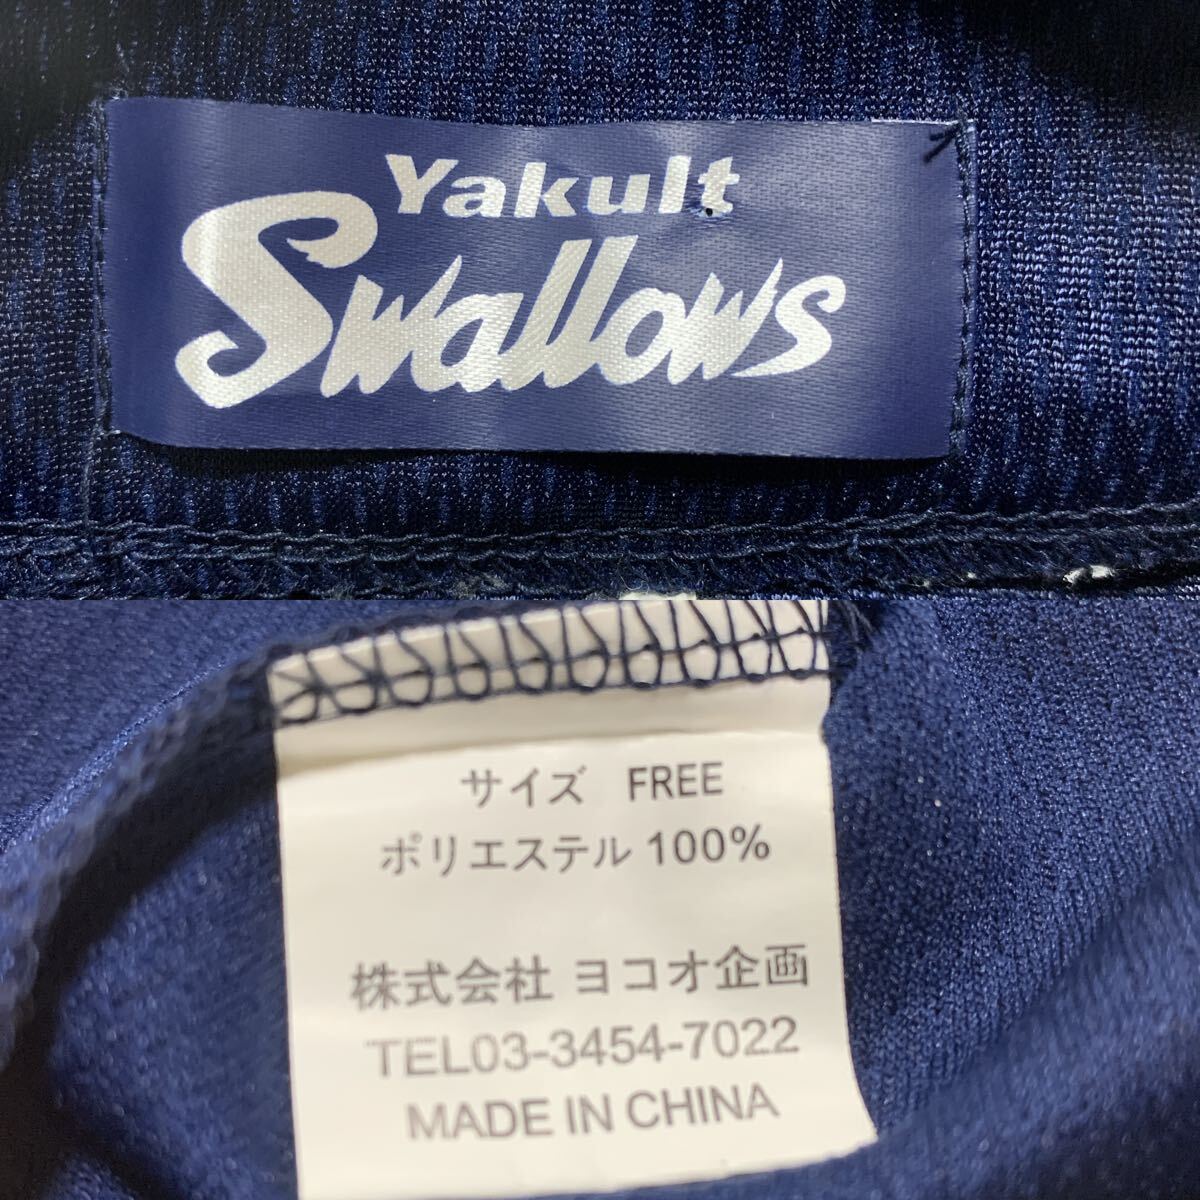 Yakult
Swallows
サイズ FREE
ポリエステル 100%
株式会社 ヨコオ企画
TEL03-3454-7022
MADE IN CHINA